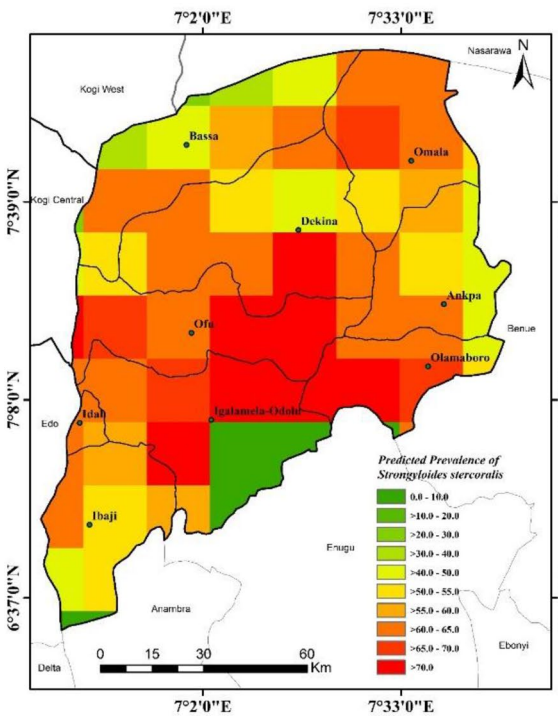 7°2'0"E 7°33'0"E
Nasarawa
N
Kogi West
Bassa
Omala
7°39'0"N
Kogi Central
Dekina
Ankpa
Ofu
Benue
Olamaboro
7°8'0"N
Edo
Idah
Igalamela-Odolu
Predicted Prevalence of
Strongyloides stercoralis
0.0 - 10.0
>10.0 - 20.0
>20.0 - 30.0
>30.0 - 40.0
>40.0 - 50.0
>50.0 - 55.0
>55.0 - 60.0
>60.0 - 65.0
>65.0 - 70.0
>70.0
Ibaji
Enugu
6°37'0"N
Anambra
Ebonyi
Delta
0 15 30 60
Km
7°2'0"E 7°33'0"E